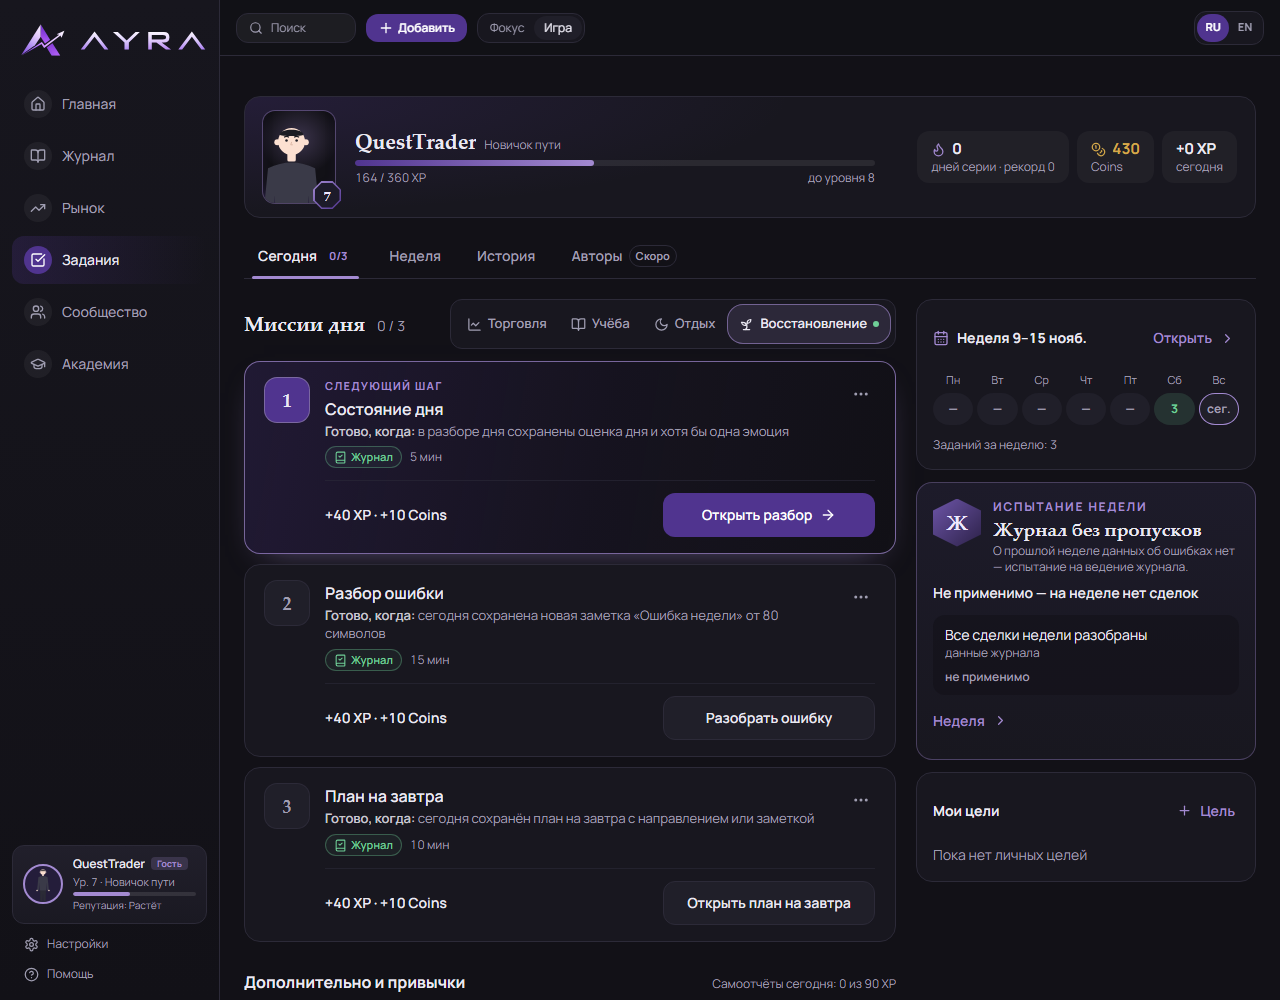 AYRA
Поиск
Добавить
Фокус
Игра
RU
EN
Главная
Журнал
Рынок
Задания
Сообщество
Академия
QuestTrader Новичок пути
164 / 360 XP
до уровня 8
7
0
дней серии · рекорд 0
430
Coins
+0 XP
сегодня
Сегодня 0/3
Неделя
История
Авторы Скоро
Миссии дня 0 / 3
Торговля
Учёба
Отдых
Восстановление
1
СЛЕДУЮЩИЙ ШАГ
Состояние дня
Готово, когда: в разборе дня сохранены оценка дня и хотя бы одна эмоция
Журнал 5 мин
+40 XP · +10 Coins
Открыть разбор
2
Разбор ошибки
Готово, когда: сегодня сохранена новая заметка «Ошибка недели» от 80
символов
Журнал 15 мин
+40 XP · +10 Coins
Разобрать ошибку
3
План на завтра
Готово, когда: сегодня сохранён план на завтра с направлением или заметкой
Журнал 10 мин
+40 XP · +10 Coins
Открыть план на завтра
Дополнительно и привычки
Самоотчёты сегодня: 0 из 90 XP
Неделя 9–15 нояб.
Открыть
Пн Вт Ср Чт Пт Сб Вс
– – – – – 3 сег.
Заданий за неделю: 3
Ж
ИСПЫТАНИЕ НЕДЕЛИ
Журнал без пропусков
О прошлой неделе данных об ошибках нет
— испытание на ведение журнала.
Не применимо — на неделе нет сделок
Все сделки недели разобраны
данные журнала
не применимо
Неделя
Мои цели
Цель
Пока нет личных целей
QuestTrader Гость
Ур. 7 · Новичок пути
Репутация: Растёт
Настройки
Помощь